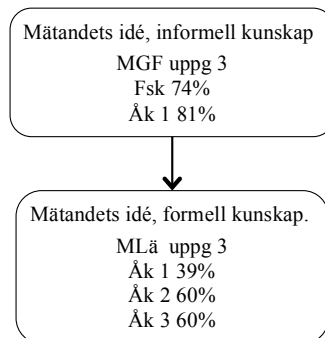 Mätandets idé, informell kunskap
MGF uppg 3
Fsk 74%
Åk 1 81%
Mätandets idé, formell kunskap.
MLä uppg 3
Åk 1 39%
Åk 2 60%
Åk 3 60%